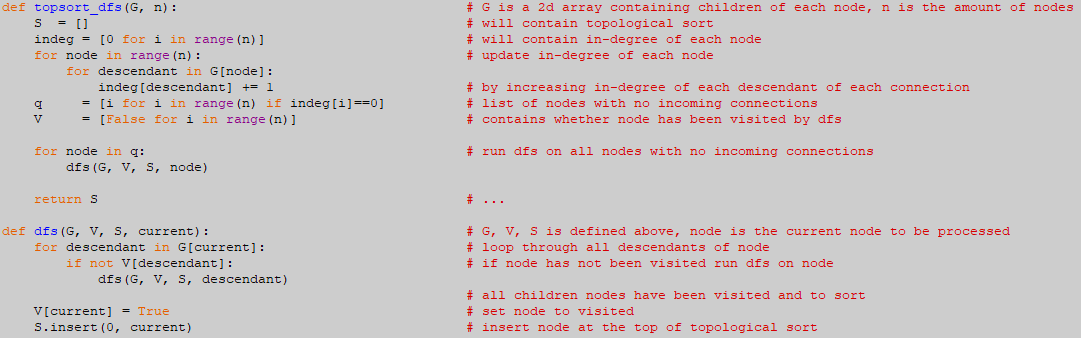 def topsort_dfs(G, n): # G is a 2d array containing children of each node, n is the amount of nodes
    S = [] # will contain topological sort
    indeg = [0 for i in range(n)] # will contain in-degree of each node
    for node in range(n): # update in-degree of each node
        for descendant in G[node]:
            indeg[descendant] += 1 # by increasing in-degree of each descendant of each connection
    q = [i for i in range(n) if indeg[i]==0] # list of nodes with no incoming connections
    V = [False for i in range(n)] # contains whether node has been visited by dfs
    for node in q: # run dfs on all nodes with no incoming connections
        dfs(G, V, S, node)
    return S # ...
def dfs(G, V, S, current): # G, V, S is defined above, node is the current node to be processed
    for descendant in G[current]: # loop through all descendants of node
        if not V[descendant]: # if node has not been visited run dfs on node
            dfs(G, V, S, descendant)
# all children nodes have been visited and to sort
    V[current] = True # set node to visited
    S.insert(0, current) # insert node at the top of topological sort